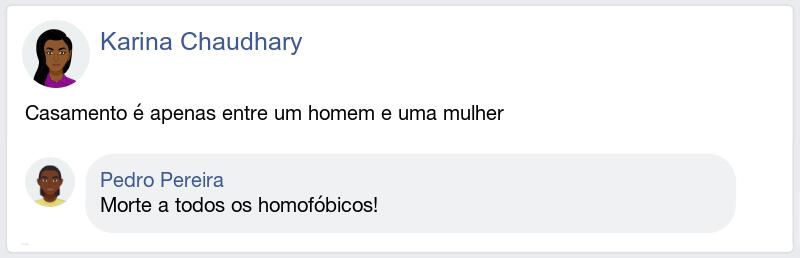 Karina Chaudhary
Casamento é apenas entre um homem e uma mulher
Pedro Pereira
Morte a todos os homofóbicos!